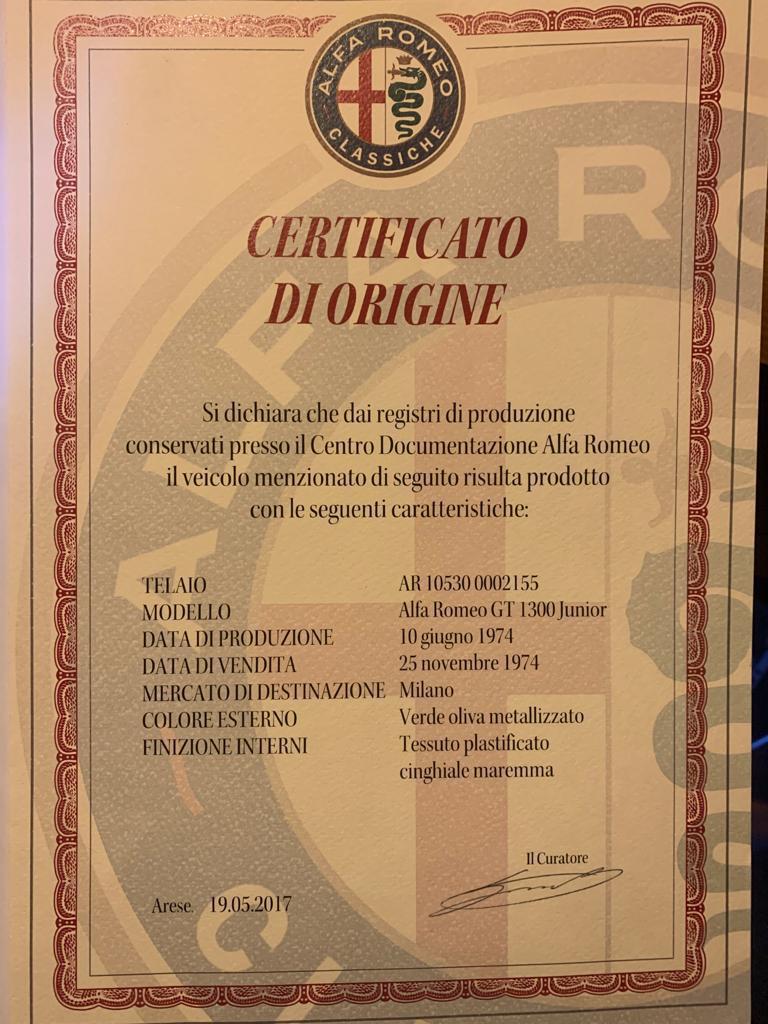 ALFA ROMEO
CLASSICHE
CERTIFICATO
DI ORIGINE
Si dichiara che dai registri di produzione
conservati presso il Centro Documentazione Alfa Romeo
il veicolo menzionato di seguito risulta prodotto
con le seguenti caratteristiche:
TELAIO AR 10530 0002155
MODELLO Alfa Romeo GT 1300 Junior
DATA DI PRODUZIONE 10 giugno 1974
DATA DI VENDITA 25 novembre 1974
MERCATO DI DESTINAZIONE Milano
COLORE ESTERNO Verde oliva metallizzato
FINIZIONE INTERNI Tessuto plastificato
cinghiale maremma
Il Curatore
Arese. 19.05.2017